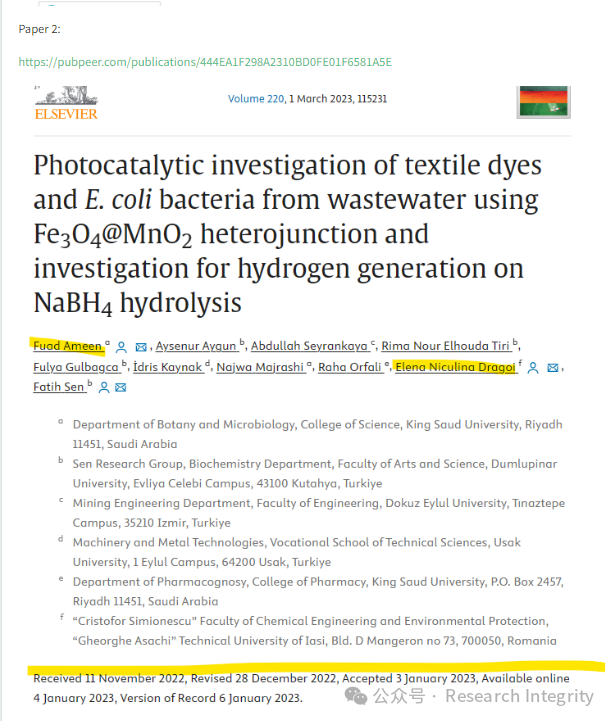 Paper 2:
https://pubpeer.com/publications/444EA1F298A2310BD0FE01F6581A5E
ELSEVIER
Volume 220, 1 March 2023, 115231
Photocatalytic investigation of textile dyes
and E. coli bacteria from wastewater using
Fe₃O₄@MnO₂ heterojunction and
investigation for hydrogen generation on
NaBH₄ hydrolysis
Fuad Ameen ᵃ, Aysenur Aygun ᵇ, Abdullah Seyrankaya ᶜ, Rima Nour Elhouda Tiri ᵇ,
Fulya Gulbagca ᵇ, İdris Kaynak ᵈ, Najwa Majrashi ᵃ, Raha Orfali ᵉ, Elena Niculina Dragoi ᶠ,
Fatih Sen ᵇ
a Department of Botany and Microbiology, College of Science, King Saud University, Riyadh
11451, Saudi Arabia
b Sen Research Group, Biochemistry Department, Faculty of Arts and Science, Dumlupinar
University, Evliya Celebi Campus, 43100 Kutahya, Turkiye
c Mining Engineering Department, Faculty of Engineering, Dokuz Eylul University, Tınaztepe
Campus, 35210 Izmir, Turkiye
d Machinery and Metal Technologies, Vocational School of Technical Sciences, Usak
University, 1 Eylul Campus, 64200 Usak, Turkiye
e Department of Pharmacognosy, College of Pharmacy, King Saud University, P.O. Box 2457,
Riyadh 11451, Saudi Arabia
f “Cristofor Simionescu” Faculty of Chemical Engineering and Environmental Protection,
“Gheorghe Asachi” Technical University of Iasi, Bld. D Mangeron no 73, 700050, Romania
Received 11 November 2022, Revised 28 December 2022, Accepted 3 January 2023, Available online
4 January 2023, Version of Record 6 January 2023.
公众号 · Research Integrity